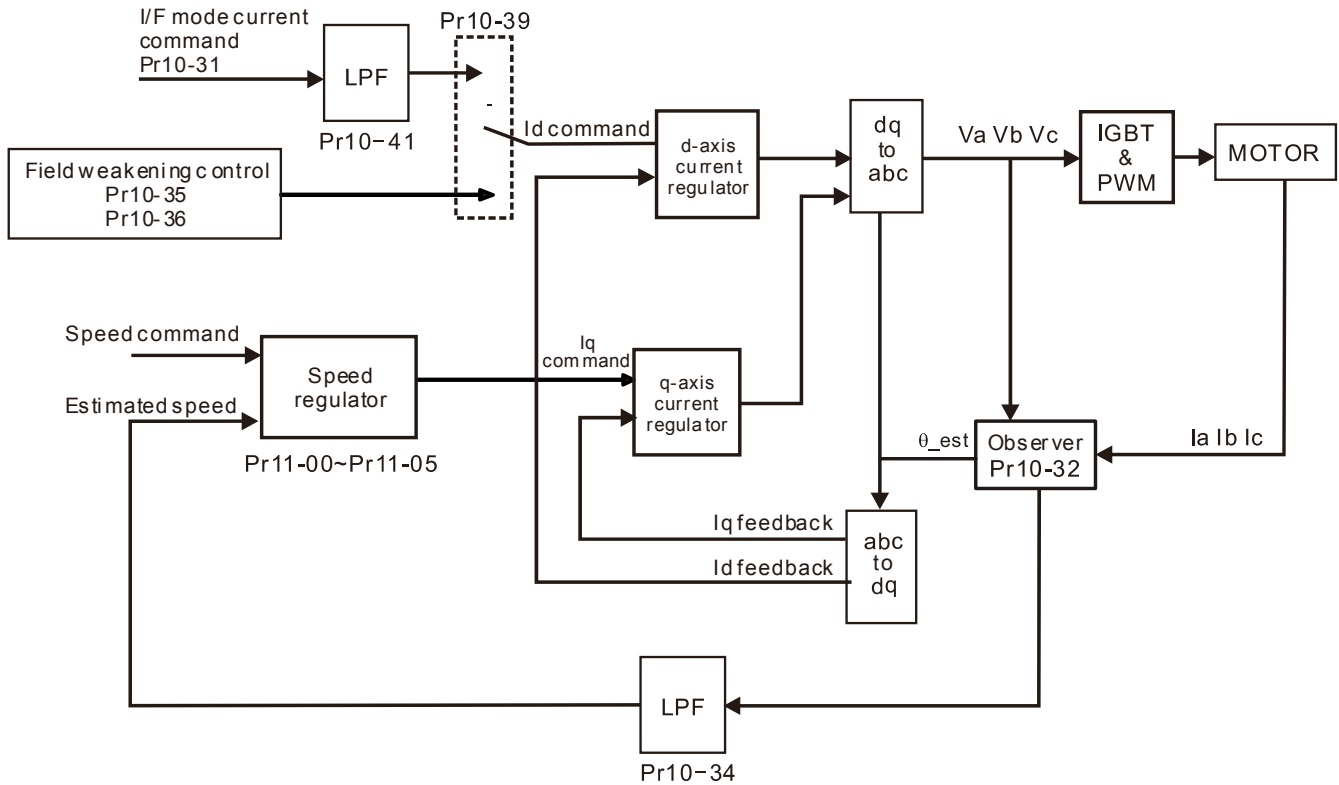 I/F mode current
command
Pr10-31
LPF
Pr10-41
Pr10-39
-
Id command
Field weakening control
Pr10-35
Pr10-36
d-axis
current
regulator
dq
to
abc
Va Vb Vc
IGBT
&
PWM
MOTOR
Speed command
Estimated speed
Speed
regulator
Pr11-00~Pr11-05
Iq
command
q-axis
current
regulator
θ_est
Observer
Pr10-32
Ia Ib Ic
Iq feedback
Id feedback
abc
to
dq
LPF
Pr10-34